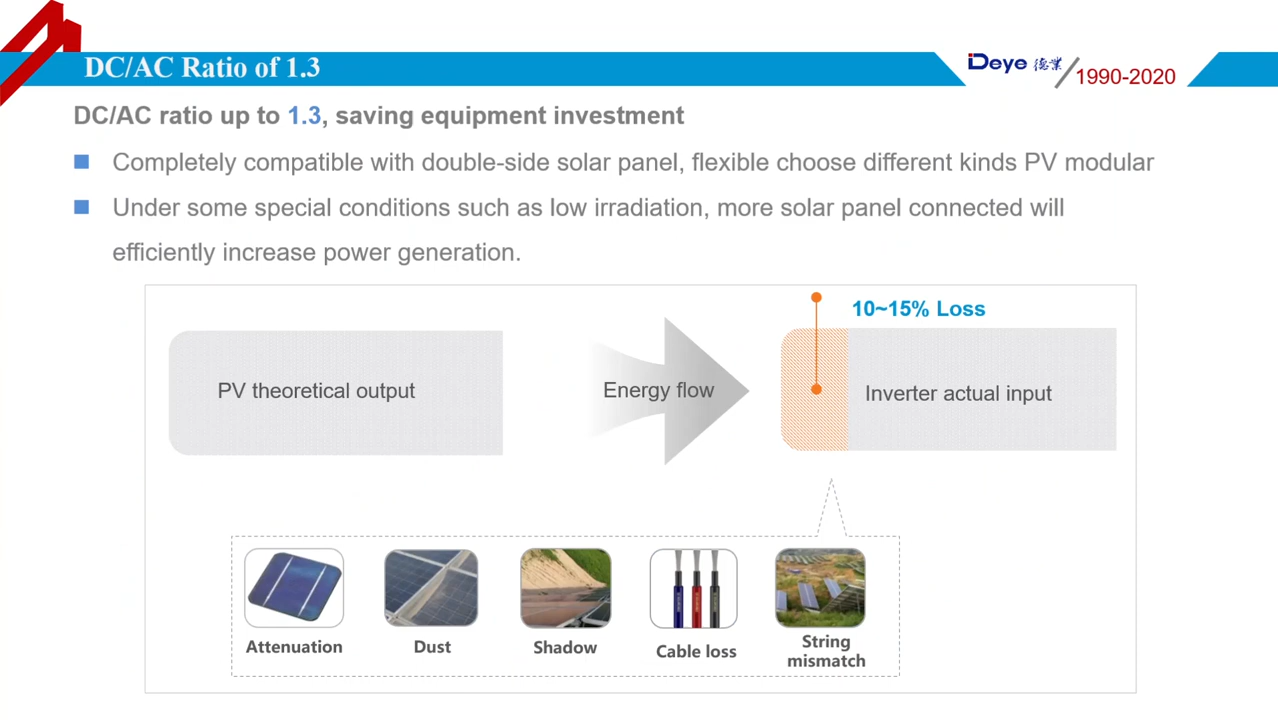 DC/AC Ratio of 1.3
Deye 德業
1990-2020
DC/AC ratio up to 1.3, saving equipment investment
Completely compatible with double-side solar panel, flexible choose different kinds PV modular
Under some special conditions such as low irradiation, more solar panel connected will
efficiently increase power generation.
10~15% Loss
PV theoretical output
Energy flow
Inverter actual input
Attenuation
Dust
Shadow
Cable loss
String
mismatch